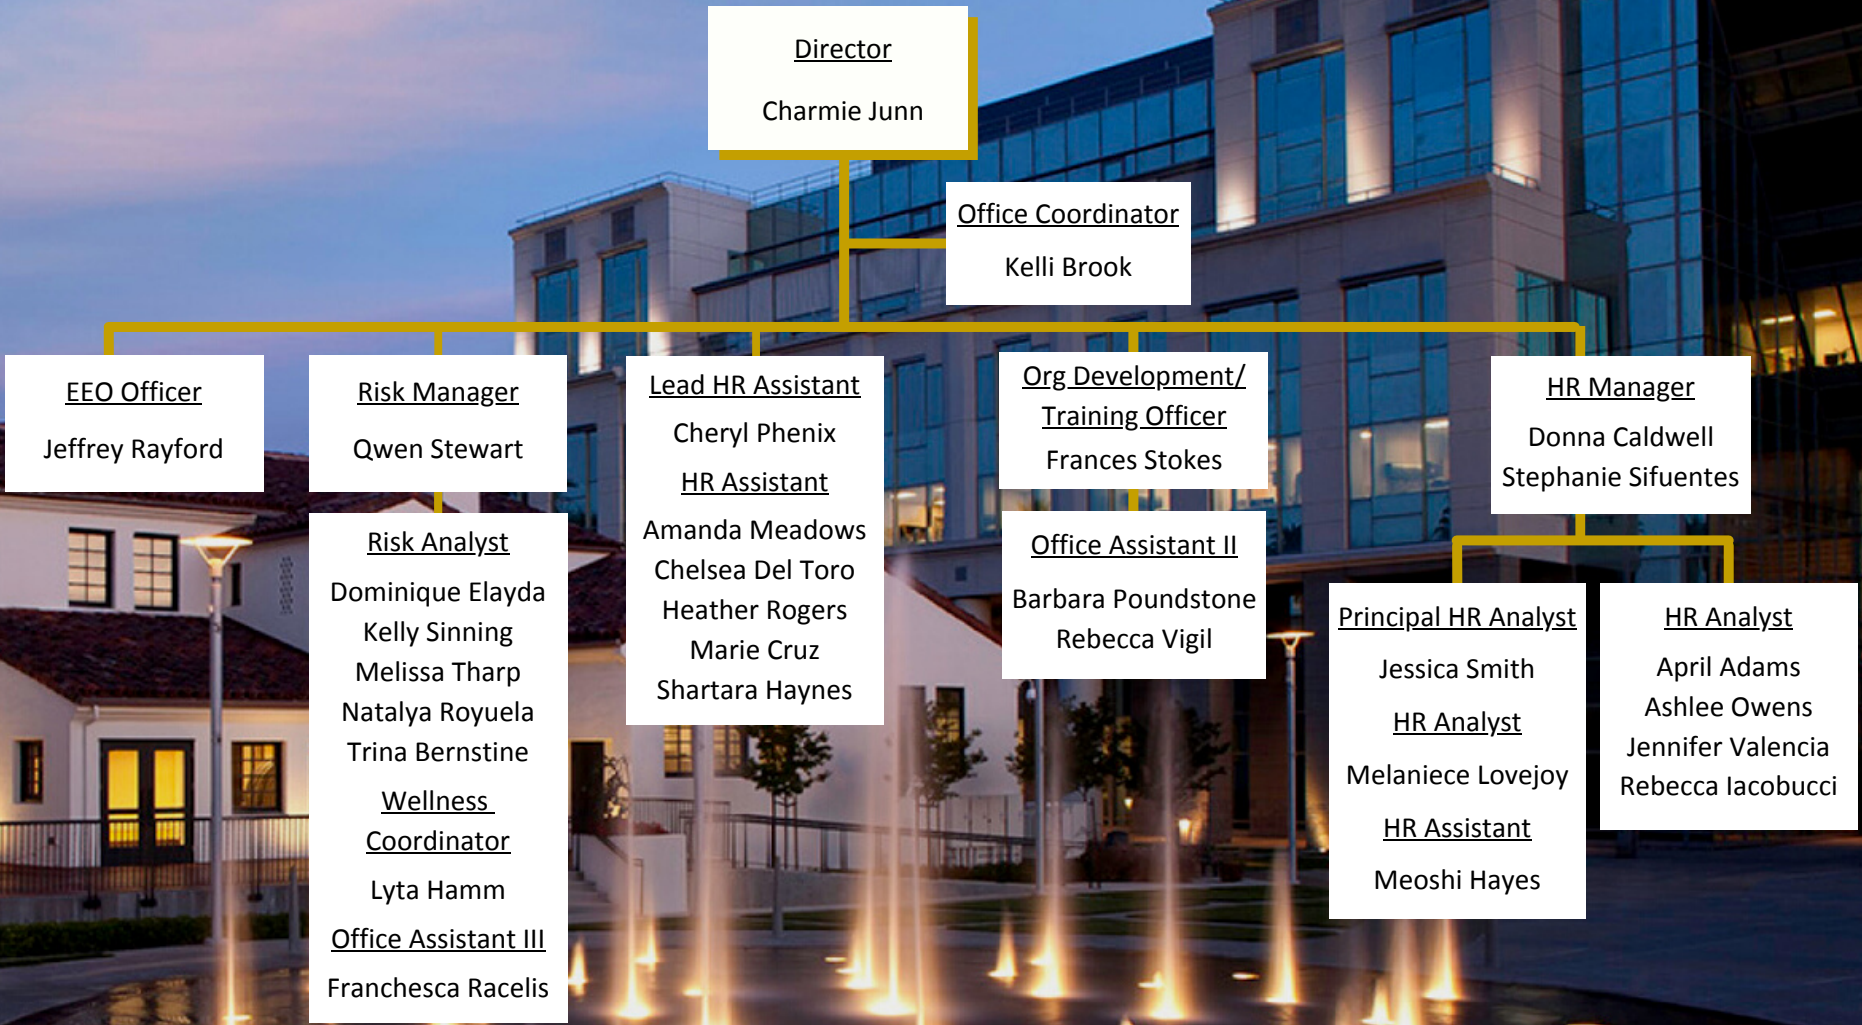 Director
Charmie Junn
Office Coordinator
Kelli Brook
EEO Officer
Jeffrey Rayford
Risk Manager
Qwen Stewart
Risk Analyst
Dominique Elayda
Kelly Sinning
Melissa Tharp
Natalya Royuela
Trina Bernstine
Wellness
Coordinator
Lyta Hamm
Office Assistant III
Franchesca Racelis
Lead HR Assistant
Cheryl Phenix
HR Assistant
Amanda Meadows
Chelsea Del Toro
Heather Rogers
Marie Cruz
Shartara Haynes
Org Development/
Training Officer
Frances Stokes
Office Assistant II
Barbara Poundstone
Rebecca Vigil
HR Manager
Donna Caldwell
Stephanie Sifuentes
Principal HR Analyst
Jessica Smith
HR Analyst
Melaniece Lovejoy
HR Assistant
Meoshi Hayes
HR Analyst
April Adams
Ashlee Owens
Jennifer Valencia
Rebecca Iacobucci